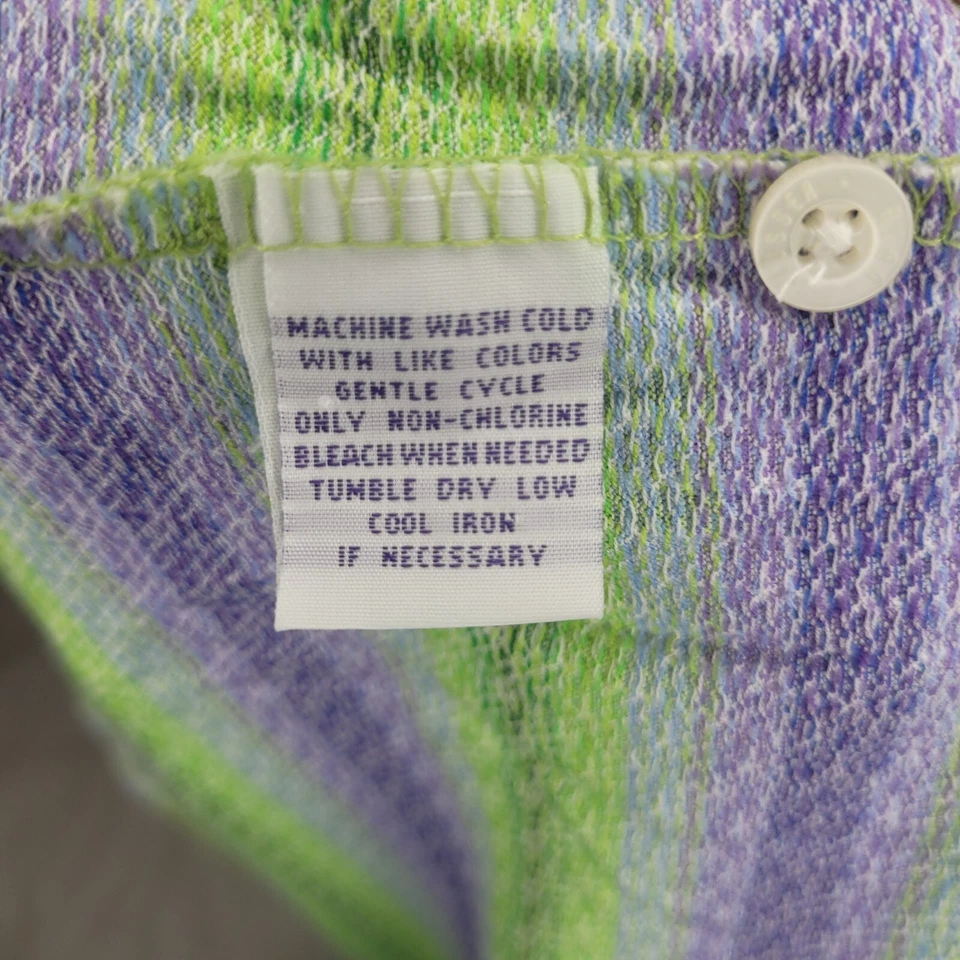 MACHINE WASH COLD
WITH LIKE COLORS
GENTLE CYCLE
ONLY NON-CHLORINE
BLEACH WHEN NEEDED
TUMBLE DRY LOW
COOL IRON
IF NECESSARY